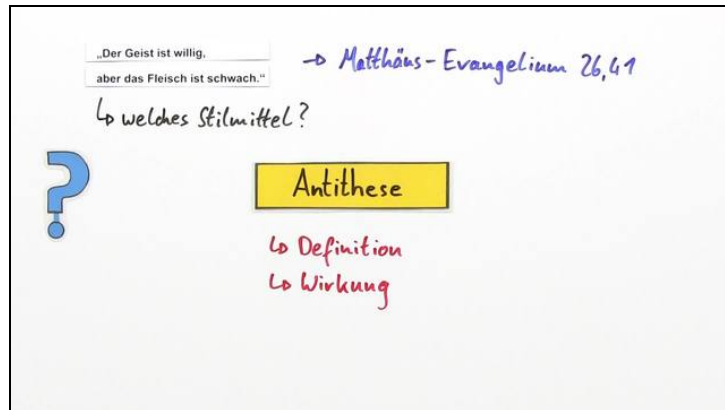 „Der Geist ist willig,
aber das Fleisch ist schwach.“
→ Matthäus-Evangelium 26,41
↳ welches Stilmittel?
?
Antithese
↳ Definition
↳ Wirkung